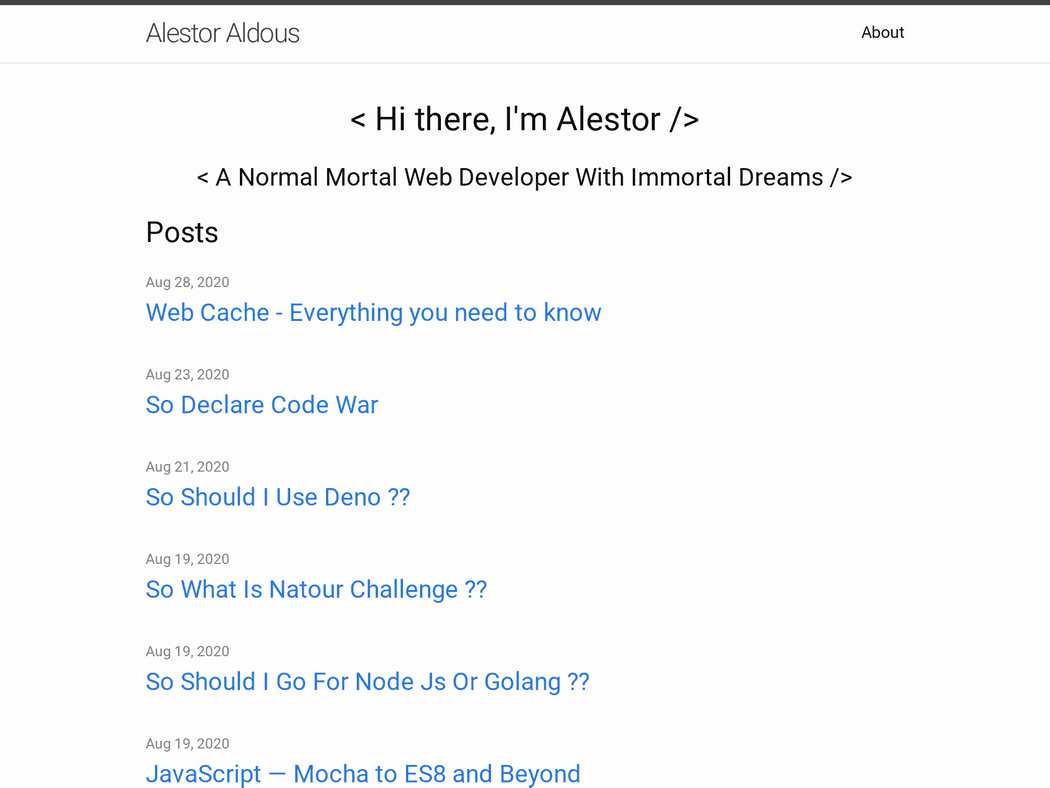 Alestor Aldous
About
< Hi there, I'm Alestor />
< A Normal Mortal Web Developer With Immortal Dreams />
Posts
Aug 28, 2020
Web Cache - Everything you need to know
Aug 23, 2020
So Declare Code War
Aug 21, 2020
So Should I Use Deno ??
Aug 19, 2020
So What Is Natour Challenge ??
Aug 19, 2020
So Should I Go For Node Js Or Golang ??
Aug 19, 2020
JavaScript — Mocha to ES8 and Beyond